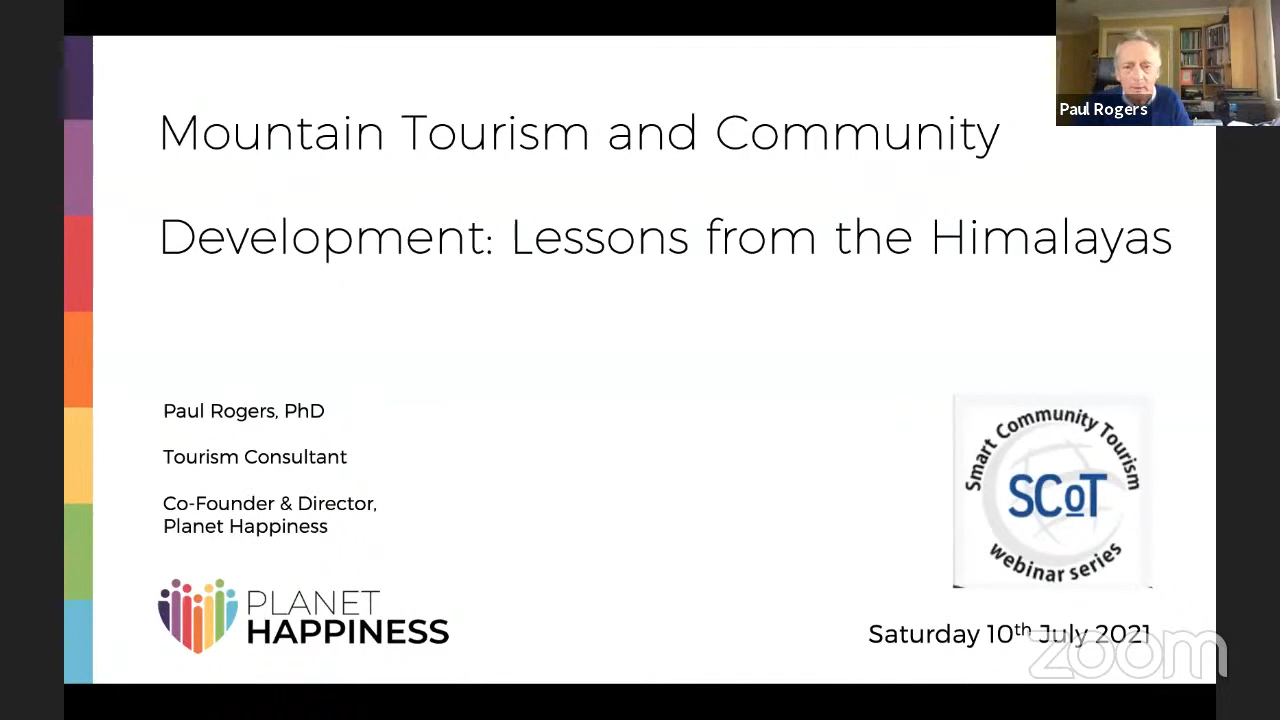 Paul Rogers
Mountain Tourism and Community
Development: Lessons from the Himalayas
Paul Rogers, PhD
Tourism Consultant
Co-Founder & Director,
Planet Happiness
PLANET
HAPPINESS
Smart Community Tourism
SCoT
webinar series
Saturday 10th July 2021
zoom